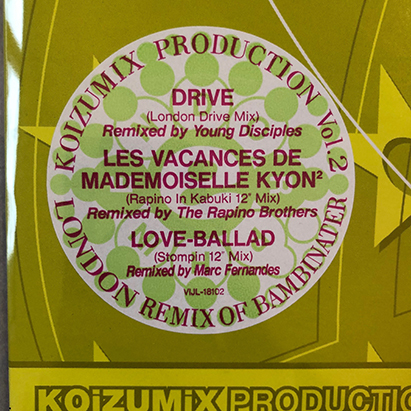 KOIZUMIX PRODUCTION Vol.2
DRIVE
(London Drive Mix)
Remixed by Young Disciples
LES VACANCES DE
MADEMOISELLE KYON²
(Rapino In Kabuki 12" Mix)
Remixed by The Rapino Brothers
LOVE-BALLAD
(Stompin 12" Mix)
Remixed by Marc Fernandes
VIJL-18102
LONDON REMIX OF BAMBINATER
KOiZUMiX PRODUCTIO